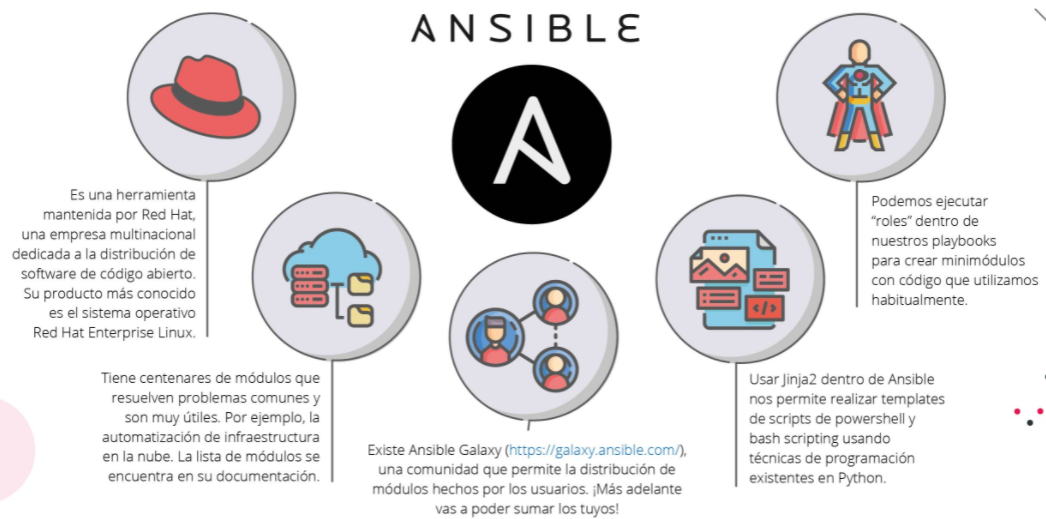 ANSIBLE
Es una herramienta
mantenida por Red Hat,
una empresa multinacional
dedicada a la distribución de
software de código abierto.
Su producto más conocido
es el sistema operativo
Red Hat Enterprise Linux.
Tiene centenares de módulos que
resuelven problemas comunes y
son muy útiles. Por ejemplo, la
automatización de infraestructura
en la nube. La lista de módulos se
encuentra en su documentación.
Existe Ansible Galaxy (https://galaxy.ansible.com/),
una comunidad que permite la distribución de
módulos hechos por los usuarios. ¡Más adelante
vas a poder sumar los tuyos!
Usar Jinja2 dentro de Ansible
nos permite realizar templates
de scripts de powershell y
bash scripting usando
técnicas de programación
existentes en Python.
Podemos ejecutar
“roles” dentro de
nuestros playbooks
para crear minimódulos
con código que utilizamos
habitualmente.